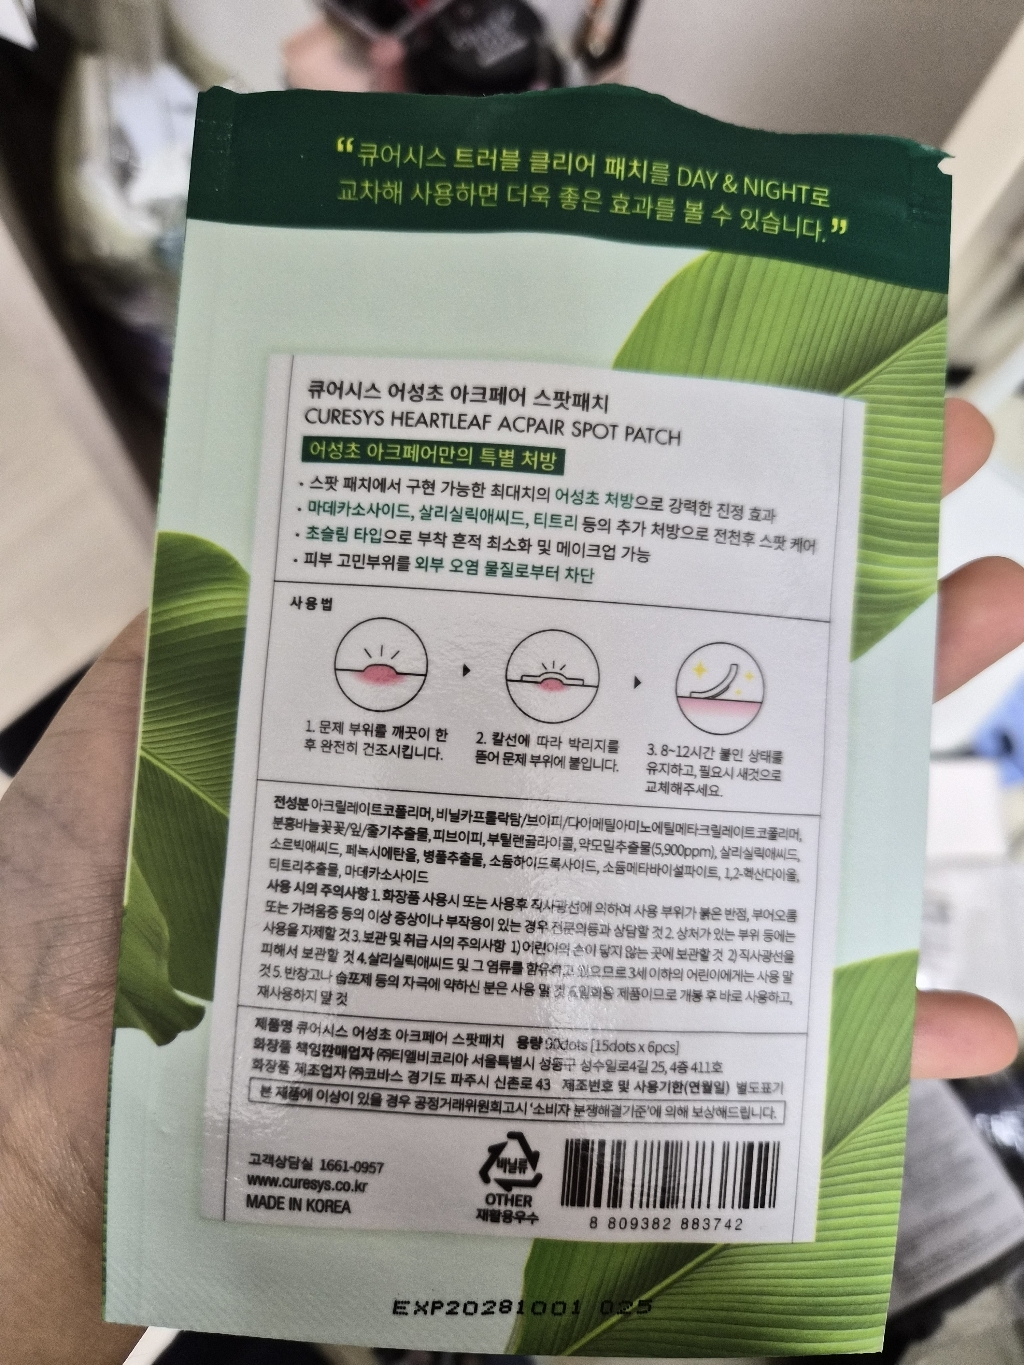 “ 큐어시스 트러블 클리어 패치를 DAY & NIGHT로
교차해 사용하면 더욱 좋은 효과를 볼 수 있습니다. ”
큐어시스 어성초 아크페어 스팟패치
CURESYS HEARTLEAF ACPAIR SPOT PATCH
어성초 아크페어만의 특별 처방
• 스팟 패치에서 구현 가능한 최대치의 어성초 처방으로 강력한 진정 효과
• 마데카소사이드, 살리실릭애씨드, 티트리 등의 추가 처방으로 전천후 스팟 케어
• 초슬림 타입으로 부착 흔적 최소화 및 메이크업 가능
• 피부 고민부위를 외부 오염 물질로부터 차단
사용법
1. 문제 부위를 깨끗이 한
후 완전히 건조시킵니다.
2. 칼선에 따라 박리지를
뜯어 문제 부위에 붙입니다.
3. 8~12시간 붙인 상태를
유지하고, 필요시 새것으로
교체해주세요.
전성분 아크릴레이트코폴리머, 비닐카프롤락탐/브이피/다이메틸아미노에틸메타크릴레이트코폴리머,
분홍바늘꽃꽃/잎/줄기추출물, 피브이피, 부틸렌글라이콜, 약모밀추출물(5,900ppm), 살리실릭애씨드,
소르빅애씨드, 페녹시에탄올, 병풀추출물, 소듐하이드록사이드, 소듐메타바이설파이트, 1,2-헥산다이올,
티트리추출물, 마데카소사이드
사용 시의 주의사항 1. 화장품 사용시 또는 사용후 직사광선에 의하여 사용 부위가 붉은 반점, 부어오름
또는 가려움증 등의 이상 증상이나 부작용이 있는 경우 전문의등과 상담할 것 2. 상처가 있는 부위 등에는
사용을 자제할 것 3. 보관 및 취급 시의 주의사항 1) 어린이의 손이 닿지 않는 곳에 보관할 것 2) 직사광선을
피해서 보관할 것 4. 살리실릭애씨드 및 그 염류를 함유하고 있으므로 3세 이하의 어린이에게는 사용 말
것 5. 반창고나 습포제 등의 자극에 약하신 분은 사용 말 것 6. 일회용 제품이므로 개봉 후 바로 사용하고,
재사용하지 말 것
제품명 큐어시스 어성초 아크페어 스팟패치 용량 90dots [15dots x 6pcs]
화장품 책임판매업자 ㈜티엘비코리아 서울특별시 성동구 성수일로4길 25, 4층 411호
화장품 제조업자 ㈜코바스 경기도 파주시 신촌로 43 제조번호 및 사용기한(연월일) 별도표기
본 제품에 이상이 있을 경우 공정거래위원회고시 '소비자 분쟁해결기준'에 의해 보상해드립니다.
고객상담실 1661-0957
www.curesys.co.kr
MADE IN KOREA
비닐류
OTHER
재활용우수
8 809382 883742
EXP20281001 025